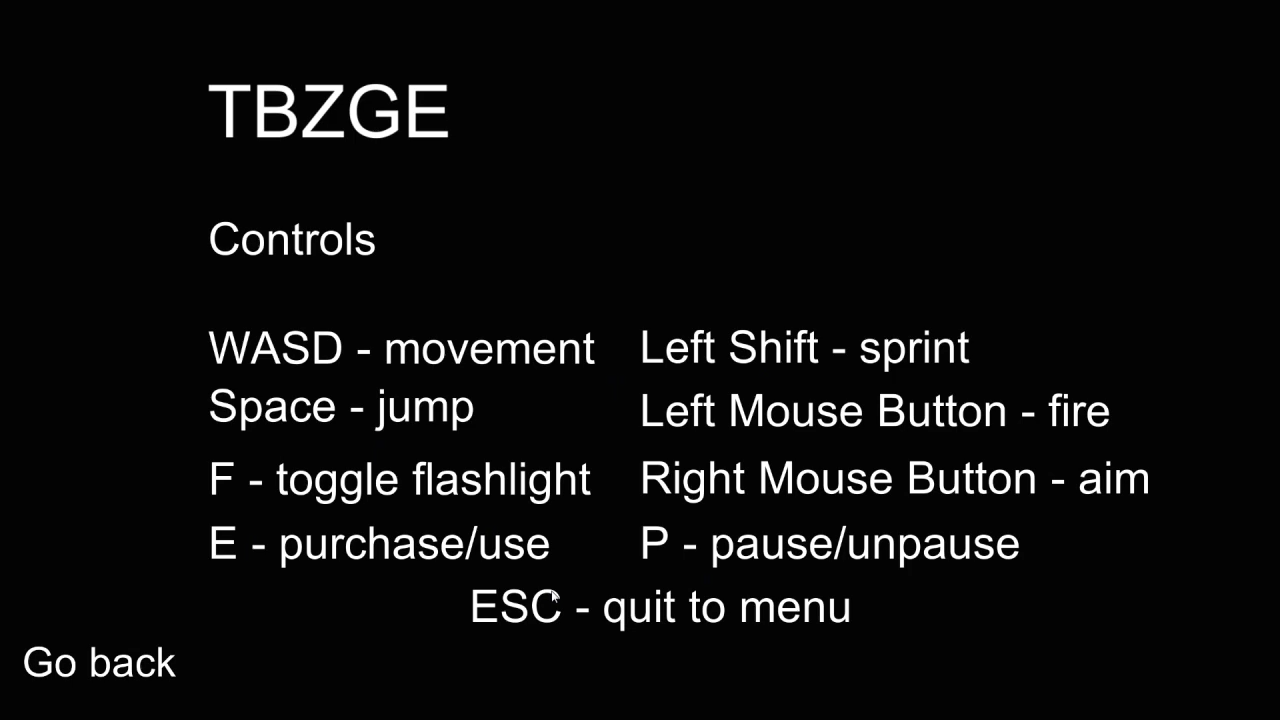 TBZGE
Controls
WASD - movement
Left Shift - sprint
Space - jump
Left Mouse Button - fire
F - toggle flashlight
Right Mouse Button - aim
E - purchase/use
P - pause/unpause
ESC - quit to menu
Go back